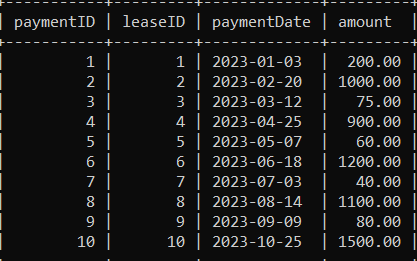 paymentID | leaseID | paymentDate | amount
1 | 1 | 2023-01-03 | 200.00
2 | 2 | 2023-02-20 | 1000.00
3 | 3 | 2023-03-12 | 75.00
4 | 4 | 2023-04-25 | 900.00
5 | 5 | 2023-05-07 | 60.00
6 | 6 | 2023-06-18 | 1200.00
7 | 7 | 2023-07-03 | 40.00
8 | 8 | 2023-08-14 | 1100.00
9 | 9 | 2023-09-09 | 80.00
10 | 10 | 2023-10-25 | 1500.00